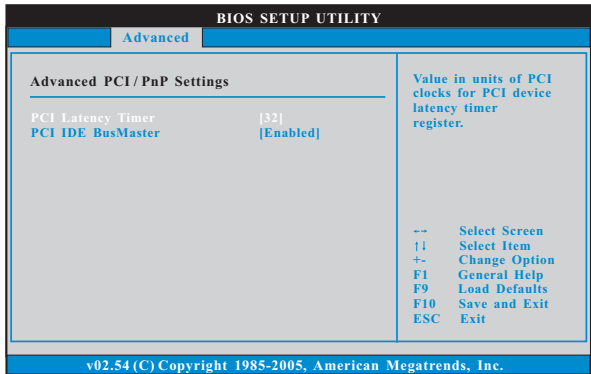 BIOS SETUP UTILITY
Advanced
Advanced PCI / PnP Settings
PCI Latency Timer [32]
PCI IDE BusMaster [Enabled]
Value in units of PCI
clocks for PCI device
latency timer
register.
←→ Select Screen
↑↓ Select Item
+- Change Option
F1 General Help
F9 Load Defaults
F10 Save and Exit
ESC Exit
v02.54 (C) Copyright 1985-2005, American Megatrends, Inc.